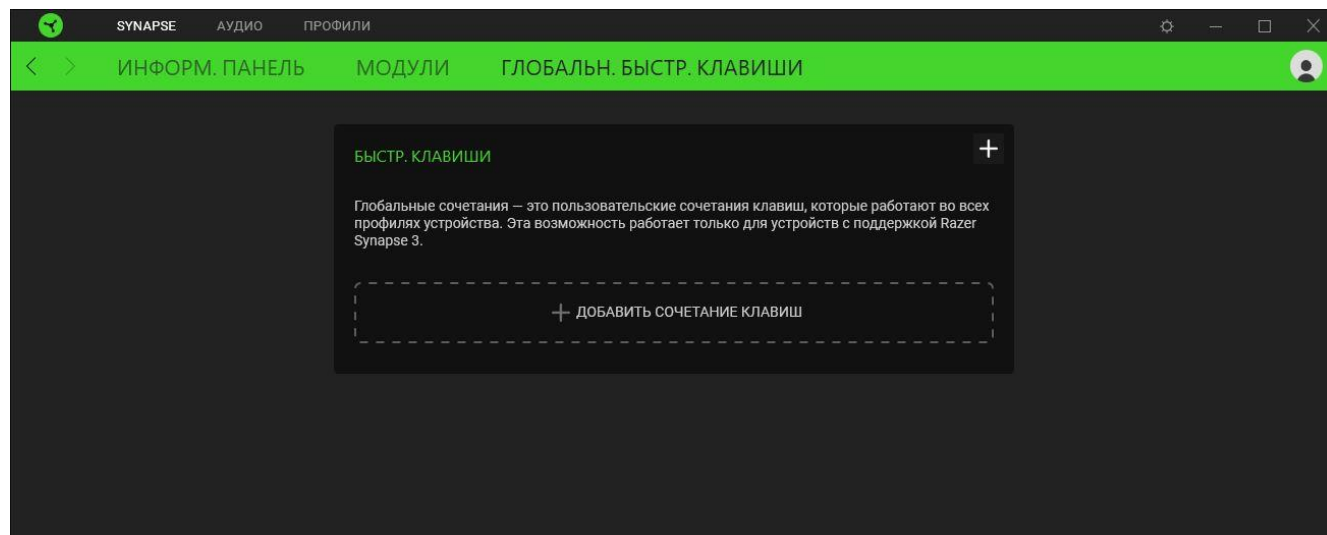 SYNAPSE АУДИО ПРОФИЛИ
ИНФОРМ. ПАНЕЛЬ МОДУЛИ ГЛОБАЛЬН. БЫСТР. КЛАВИШИ
БЫСТР. КЛАВИШИ
Глобальные сочетания — это пользовательские сочетания клавиш, которые работают во всех
профилях устройства. Эта возможность работает только для устройств с поддержкой Razer
Synapse 3.
ДОБАВИТЬ СОЧЕТАНИЕ КЛАВИШ